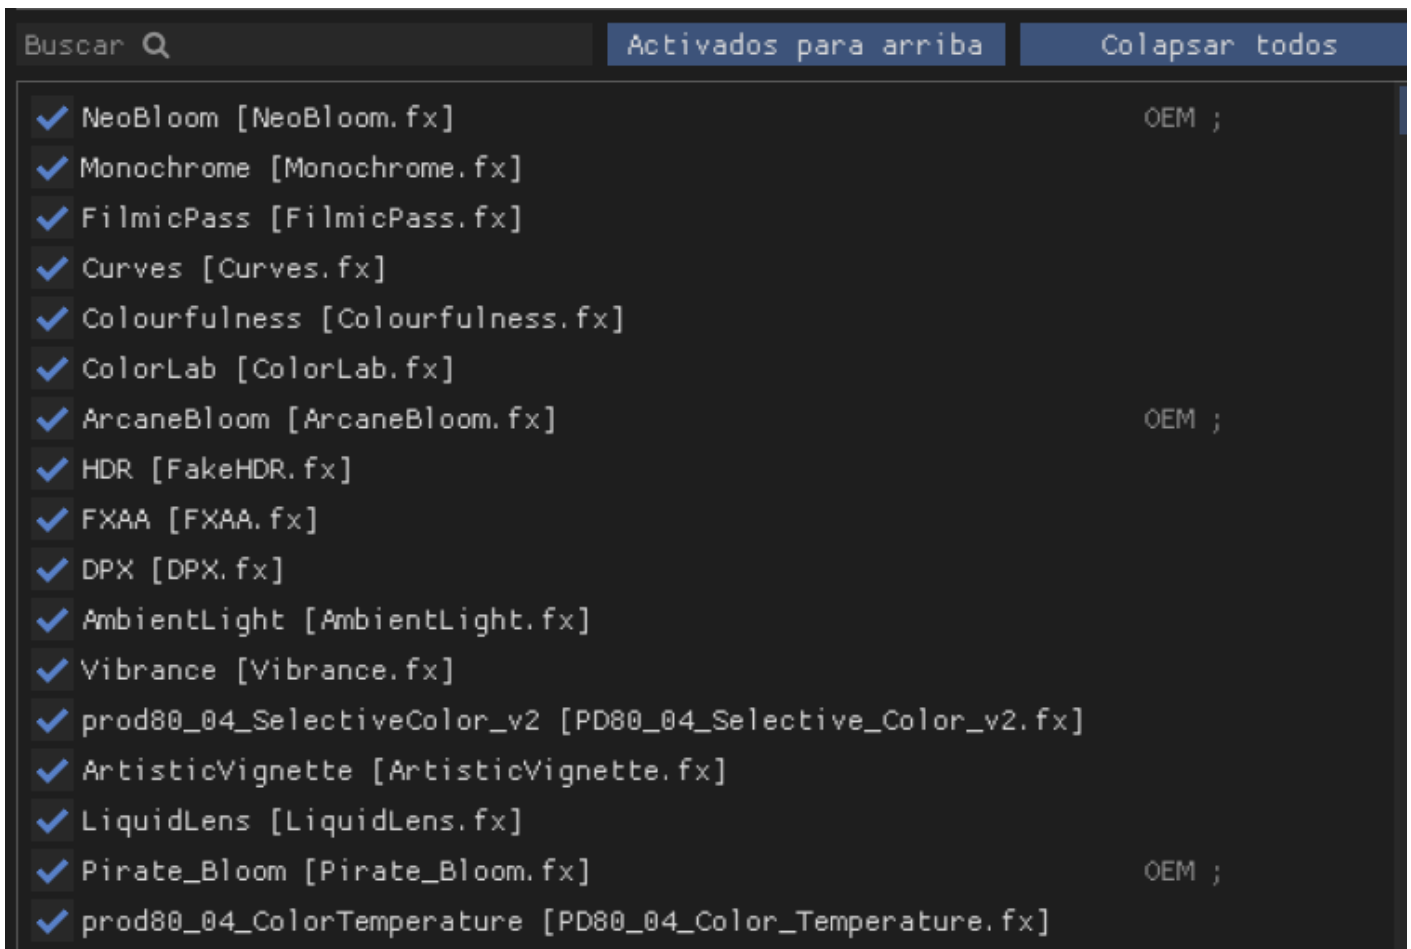 Buscar
Activados para arriba
Colapsar todos
NeoBloom [NeoBloom.fx] OEM ;
Monochrome [Monochrome.fx]
FilmicPass [FilmicPass.fx]
Curves [Curves.fx]
Colourfulness [Colourfulness.fx]
ColorLab [ColorLab.fx]
ArcaneBloom [ArcaneBloom.fx] OEM ;
HDR [FakeHDR.fx]
FXAA [FXAA.fx]
DPX [DPX.fx]
AmbientLight [AmbientLight.fx]
Vibrance [Vibrance.fx]
prod80_04_SelectiveColor_v2 [PD80_04_Selective_Color_v2.fx]
ArtisticVignette [ArtisticVignette.fx]
LiquidLens [LiquidLens.fx]
Pirate_Bloom [Pirate_Bloom.fx] OEM ;
prod80_04_ColorTemperature [PD80_04_Color_Temperature.fx]